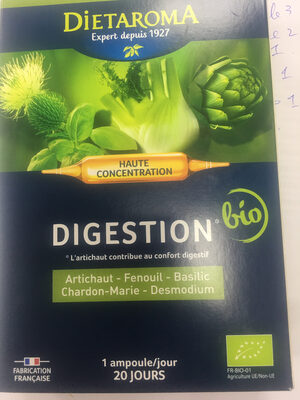 DIETAROMA
Expert depuis 1927
HAUTE
CONCENTRATION
DIGESTION* bio
* L'artichaut contribue au confort digestif
Artichaut - Fenouil - Basilic
Chardon-Marie - Desmodium
FABRICATION
FRANÇAISE
1 ampoule/jour
20 JOURS
FR-BIO-01
Agriculture UE/Non-UE